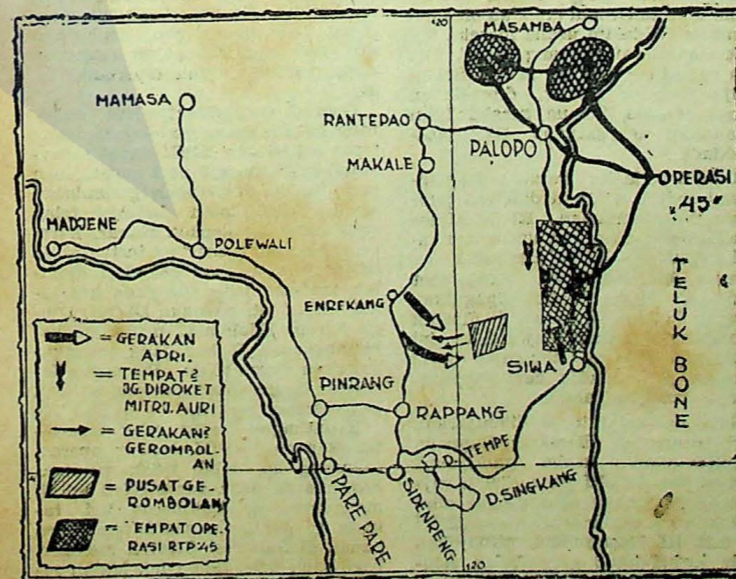 120
MASAMBA
MAMASA
RANTEPAO
PALOPO
MAKALE
OPERASI
"45"
MADJENE
POLEWALI
TELUK BONE
ENREKANG
= GERAKAN
APRI.
= TEMPAT2
JG. DIROKET
MITRJ. AURI
= GERAKAN2
GEROMBOL-
AN
= PUSAT GE-
ROMBOLAN
= TEMPAT OPE-
RASI RTP'45
SIWA
PINRANG
RAPPANG
D. TEMPE
D. SINGKANG
PARE PARE
SIDENRENG
120